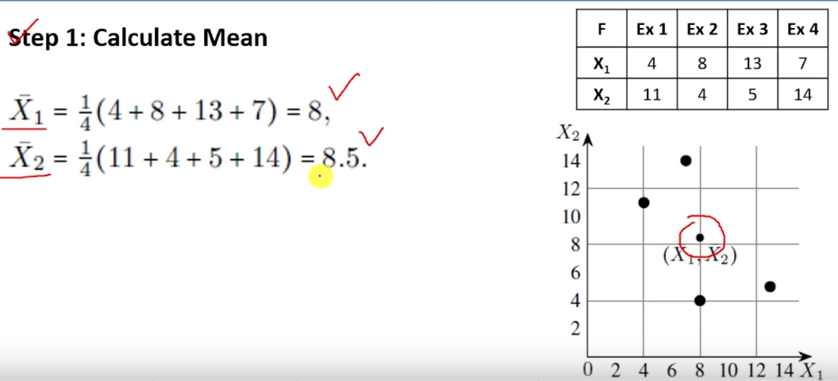 Step 1: Calculate Mean
X̄₁ = ¼(4 + 8 + 13 + 7) = 8,
X̄₂ = ¼(11 + 4 + 5 + 14) = 8.5.
F Ex 1 Ex 2 Ex 3 Ex 4
X₁ 4 8 13 7
X₂ 11 4 5 14
X₂
14
12
10
8
(X̄₁, X̄₂)
6
4
2
0 2 4 6 8 10 12 14 X₁